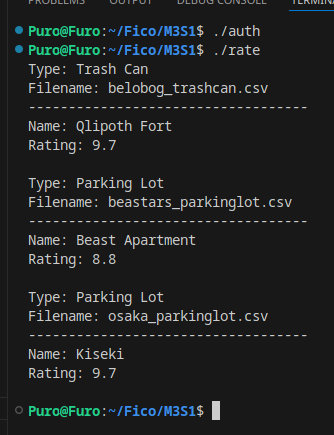 PROBLEMS OUTPUT DEBUG CONSOLE TERMINA
Puro@Furo:~/Fico/M3S1$ ./auth
Puro@Furo:~/Fico/M3S1$ ./rate
Type: Trash Can
Filename: belobog_trashcan.csv
-----------------------------------
Name: Qlipoth Fort
Rating: 9.7
Type: Parking Lot
Filename: beastars_parkinglot.csv
-----------------------------------
Name: Beast Apartment
Rating: 8.8
Type: Parking Lot
Filename: osaka_parkinglot.csv
-----------------------------------
Name: Kiseki
Rating: 9.7
Puro@Furo:~/Fico/M3S1$